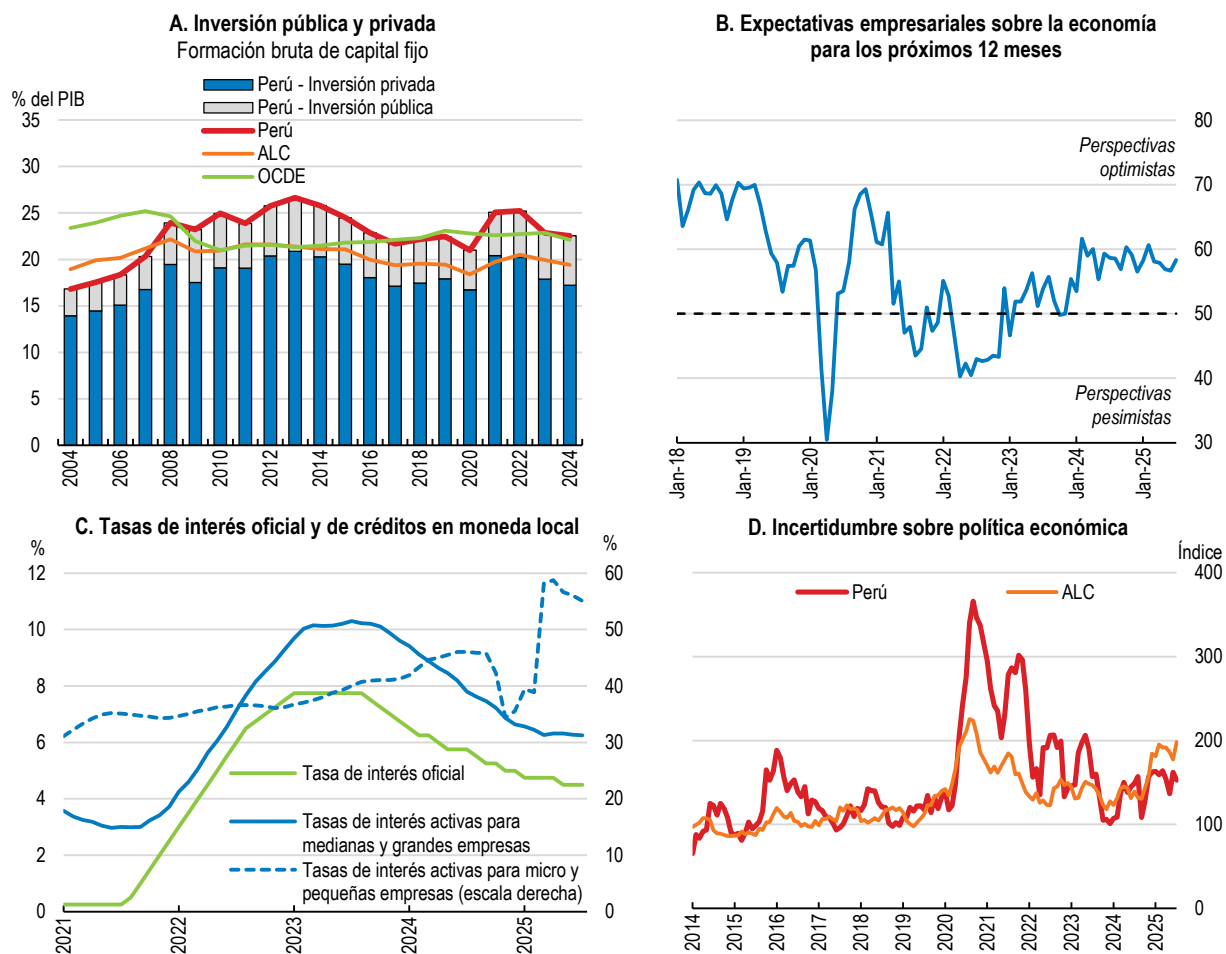 A. Inversión pública y privada
Formación bruta de capital fijo
% del PIB
Perú - Inversión privada
Perú - Inversión pública
Perú
ALC
OCDE
35
30
25
20
15
10
5
0
2004
2006
2008
2010
2012
2014
2016
2018
2020
2022
2024
B. Expectativas empresariales sobre la economía
para los próximos 12 meses
80
70
60
50
40
30
Perspectivas
optimistas
Perspectivas
pesimistas
Jan-18
Jan-19
Jan-20
Jan-21
Jan-22
Jan-23
Jan-24
Jan-25
C. Tasas de interés oficial y de créditos en moneda local
%
%
12
10
8
6
4
2
0
60
50
40
30
20
10
0
Tasa de interés oficial
Tasas de interés activas para
medianas y grandes empresas
Tasas de interés activas para micro y
pequeñas empresas (escala derecha)
2021
2022
2023
2024
2025
D. Incertidumbre sobre política económica
Índice
Perú
ALC
400
300
200
100
0
2014
2015
2016
2017
2018
2019
2020
2021
2022
2023
2024
2025